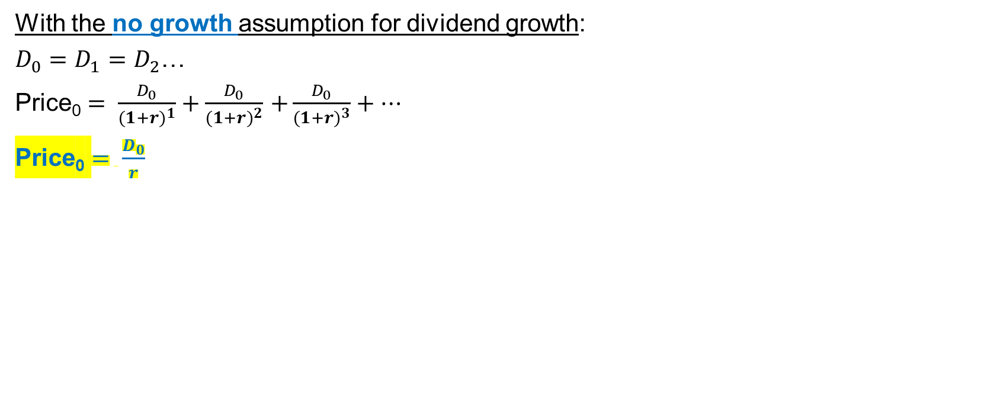 With the no growth assumption for dividend growth:
D₀ = D₁ = D₂…
Price₀ = D₀/(1+r)¹ + D₀/(1+r)² + D₀/(1+r)³ + ⋯
Price₀ = D₀/r